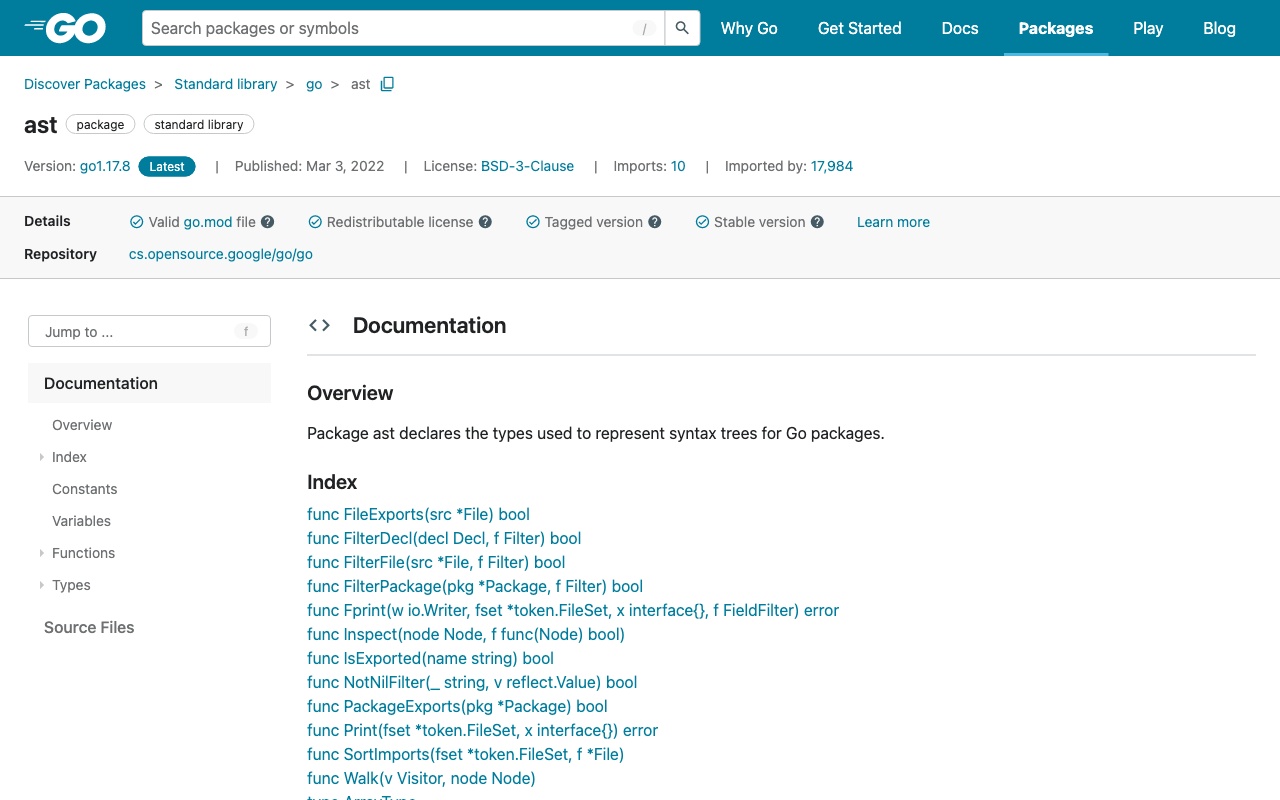 GO
Search packages or symbols /
Why Go Get Started Docs Packages Play Blog
Discover Packages > Standard library > go > ast
ast package standard library
Version: go1.17.8 Latest | Published: Mar 3, 2022 | License: BSD-3-Clause | Imports: 10 | Imported by: 17,984
Details Valid go.mod file ? Redistributable license ? Tagged version ? Stable version ? Learn more
Repository cs.opensource.google/go/go
Jump to ... f
Documentation
Overview
Index
Constants
Variables
Functions
Types
Source Files
<> Documentation
Overview
Package ast declares the types used to represent syntax trees for Go packages.
Index
func FileExports(src *File) bool
func FilterDecl(decl Decl, f Filter) bool
func FilterFile(src *File, f Filter) bool
func FilterPackage(pkg *Package, f Filter) bool
func Fprint(w io.Writer, fset *token.FileSet, x interface{}, f FieldFilter) error
func Inspect(node Node, f func(Node) bool)
func IsExported(name string) bool
func NotNilFilter(_ string, v reflect.Value) bool
func PackageExports(pkg *Package) bool
func Print(fset *token.FileSet, x interface{}) error
func SortImports(fset *token.FileSet, f *File)
func Walk(v Visitor, node Node)
type ArrayType